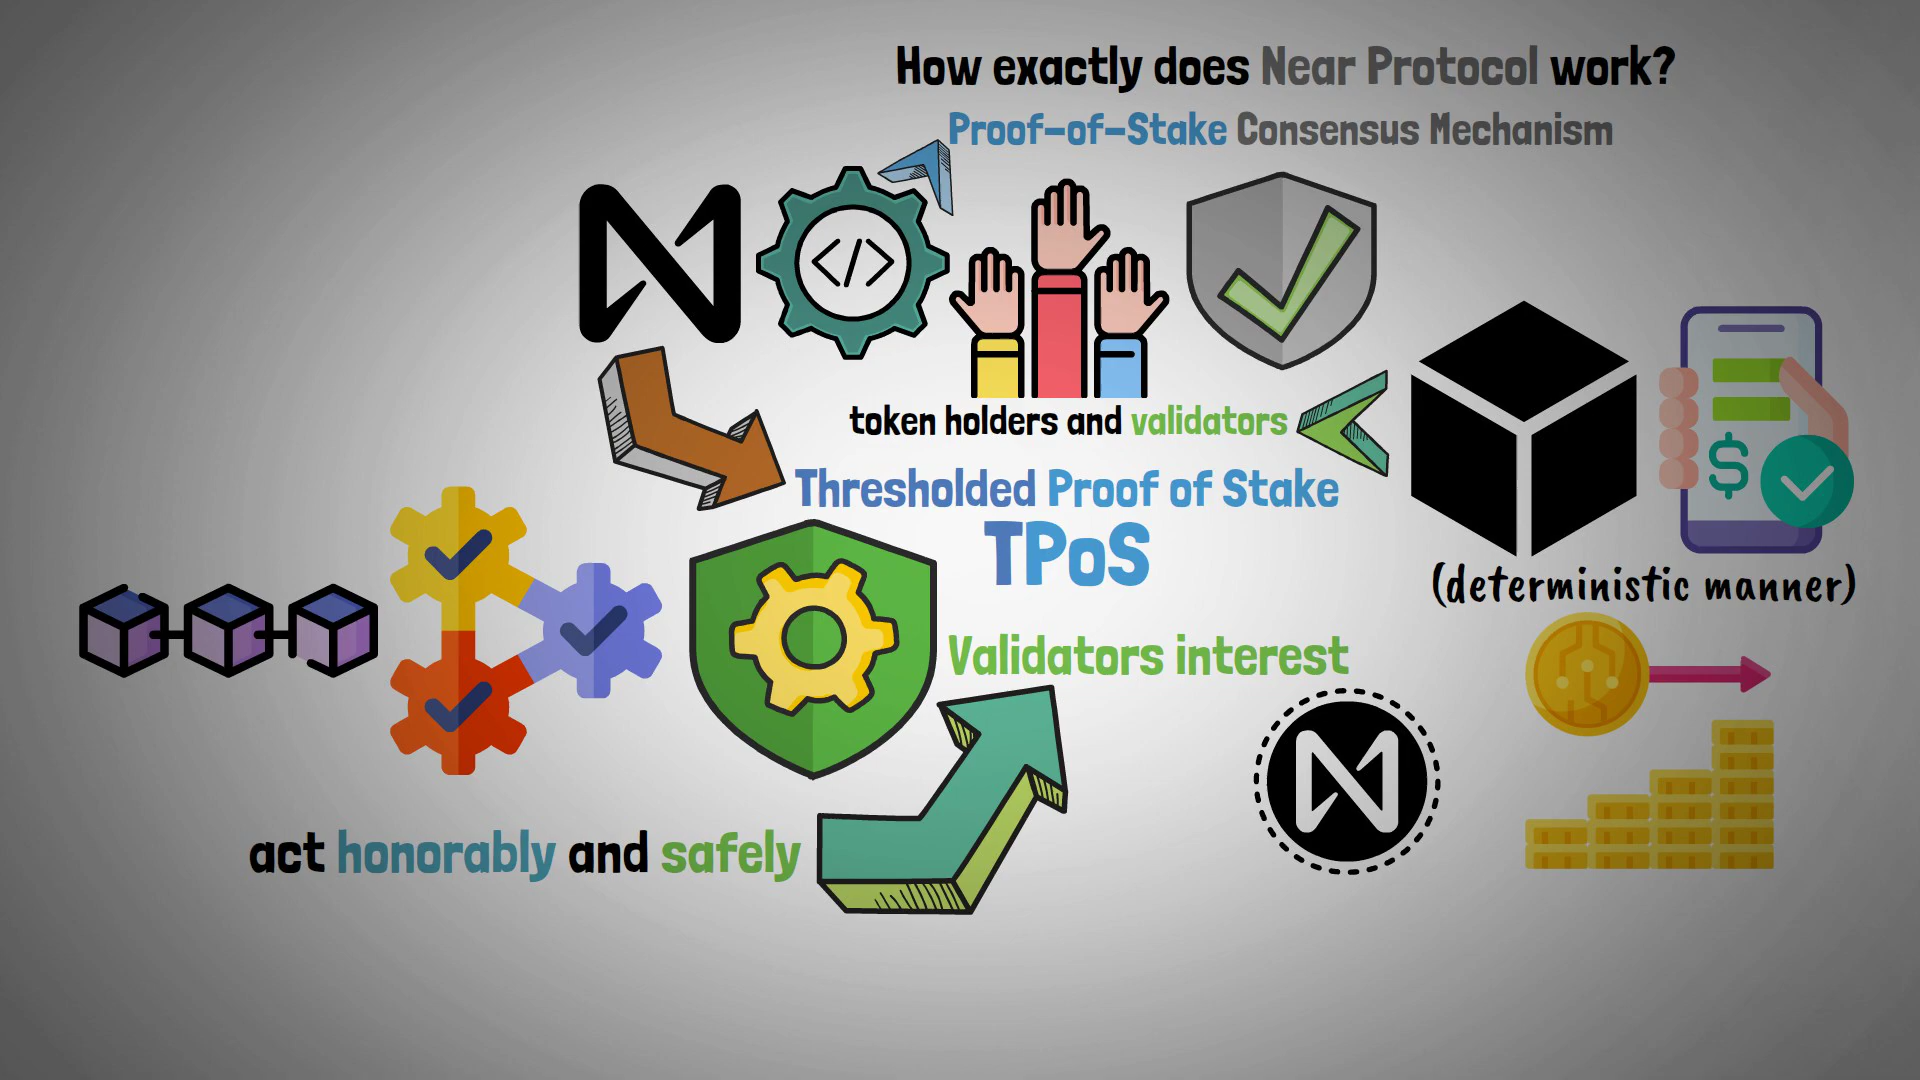 How exactly does Near Protocol work?
Proof-of-Stake Consensus Mechanism
token holders and validators
Thresholded Proof of Stake
TPoS
(deterministic manner)
Validators interest
act honorably and safely